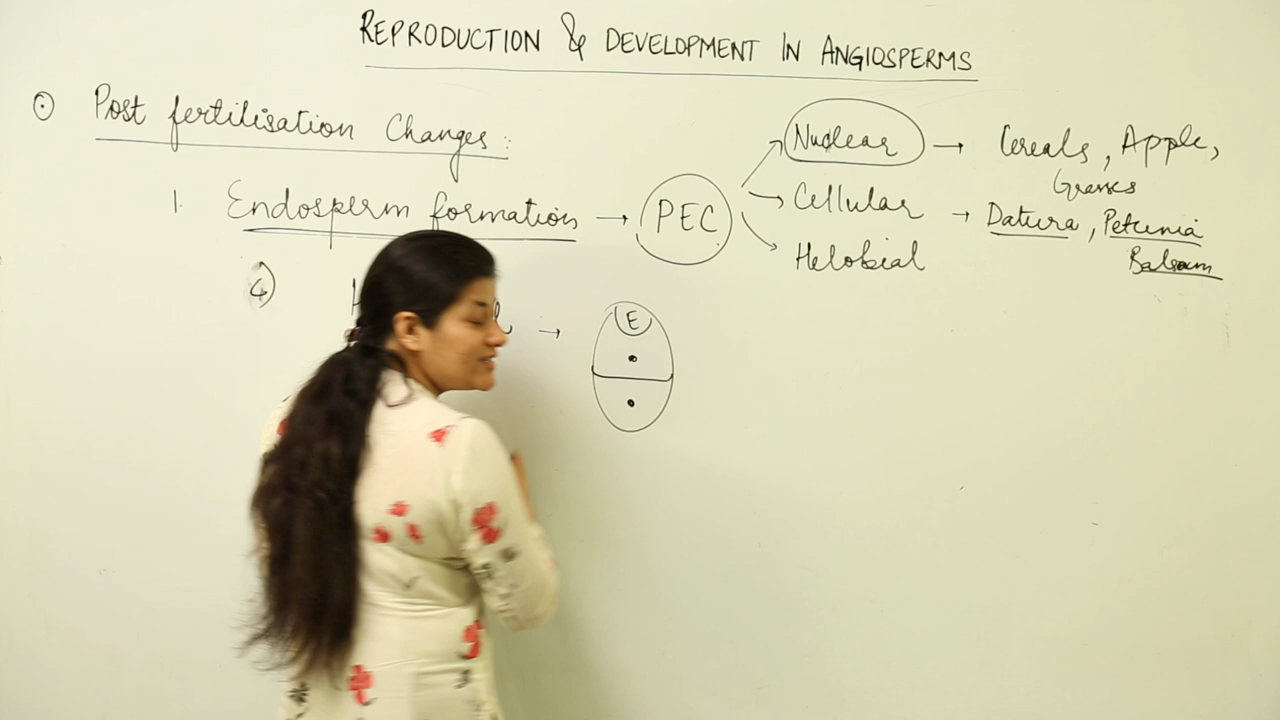 REPRODUCTION & DEVELOPMENT IN ANGIOSPERMS
Post fertilisation Changes :
1. Endosperm formation → PEC
Nuclear → Cereals, Apple,
Grasses
Cellular → Datura, Petunia
Balsam
Helobial
E